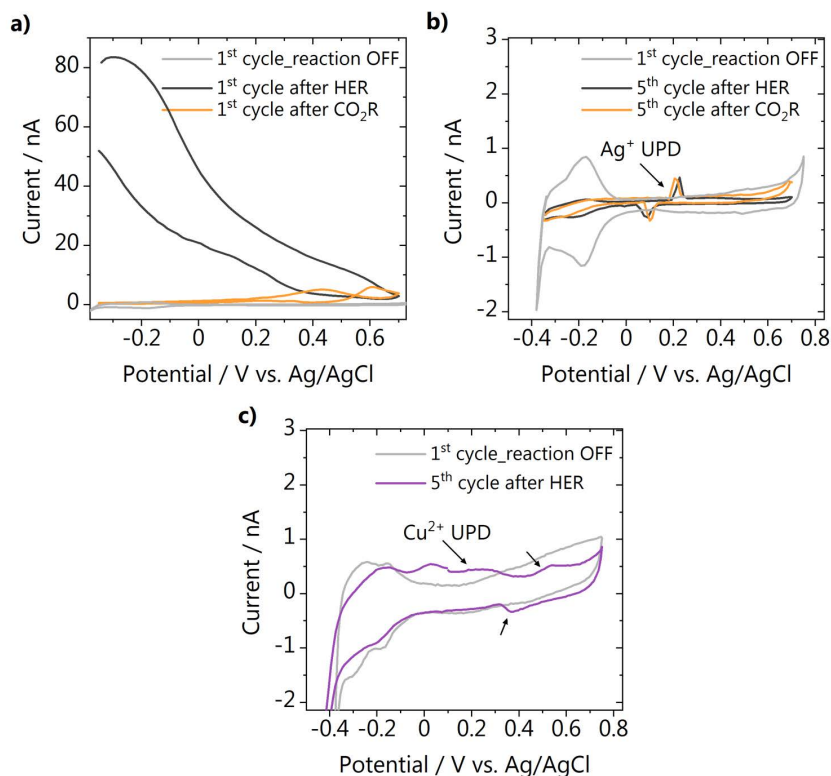 a)
80
60
40
20
0
Current / nA
1st cycle_reaction OFF
1st cycle after HER
1st cycle after CO2R
-0.2 0 0.2 0.4 0.6
Potential / V vs. Ag/AgCl
b)
3
2
1
0
-1
-2
Current / nA
1st cycle_reaction OFF
5th cycle after HER
5th cycle after CO2R
Ag+ UPD
-0.4 -0.2 0 0.2 0.4 0.6 0.8
Potential / V vs. Ag/AgCl
c)
3
2
1
0
-1
-2
Current / nA
1st cycle_reaction OFF
5th cycle after HER
Cu2+ UPD
-0.4 -0.2 0 0.2 0.4 0.6 0.8
Potential / V vs. Ag/AgCl